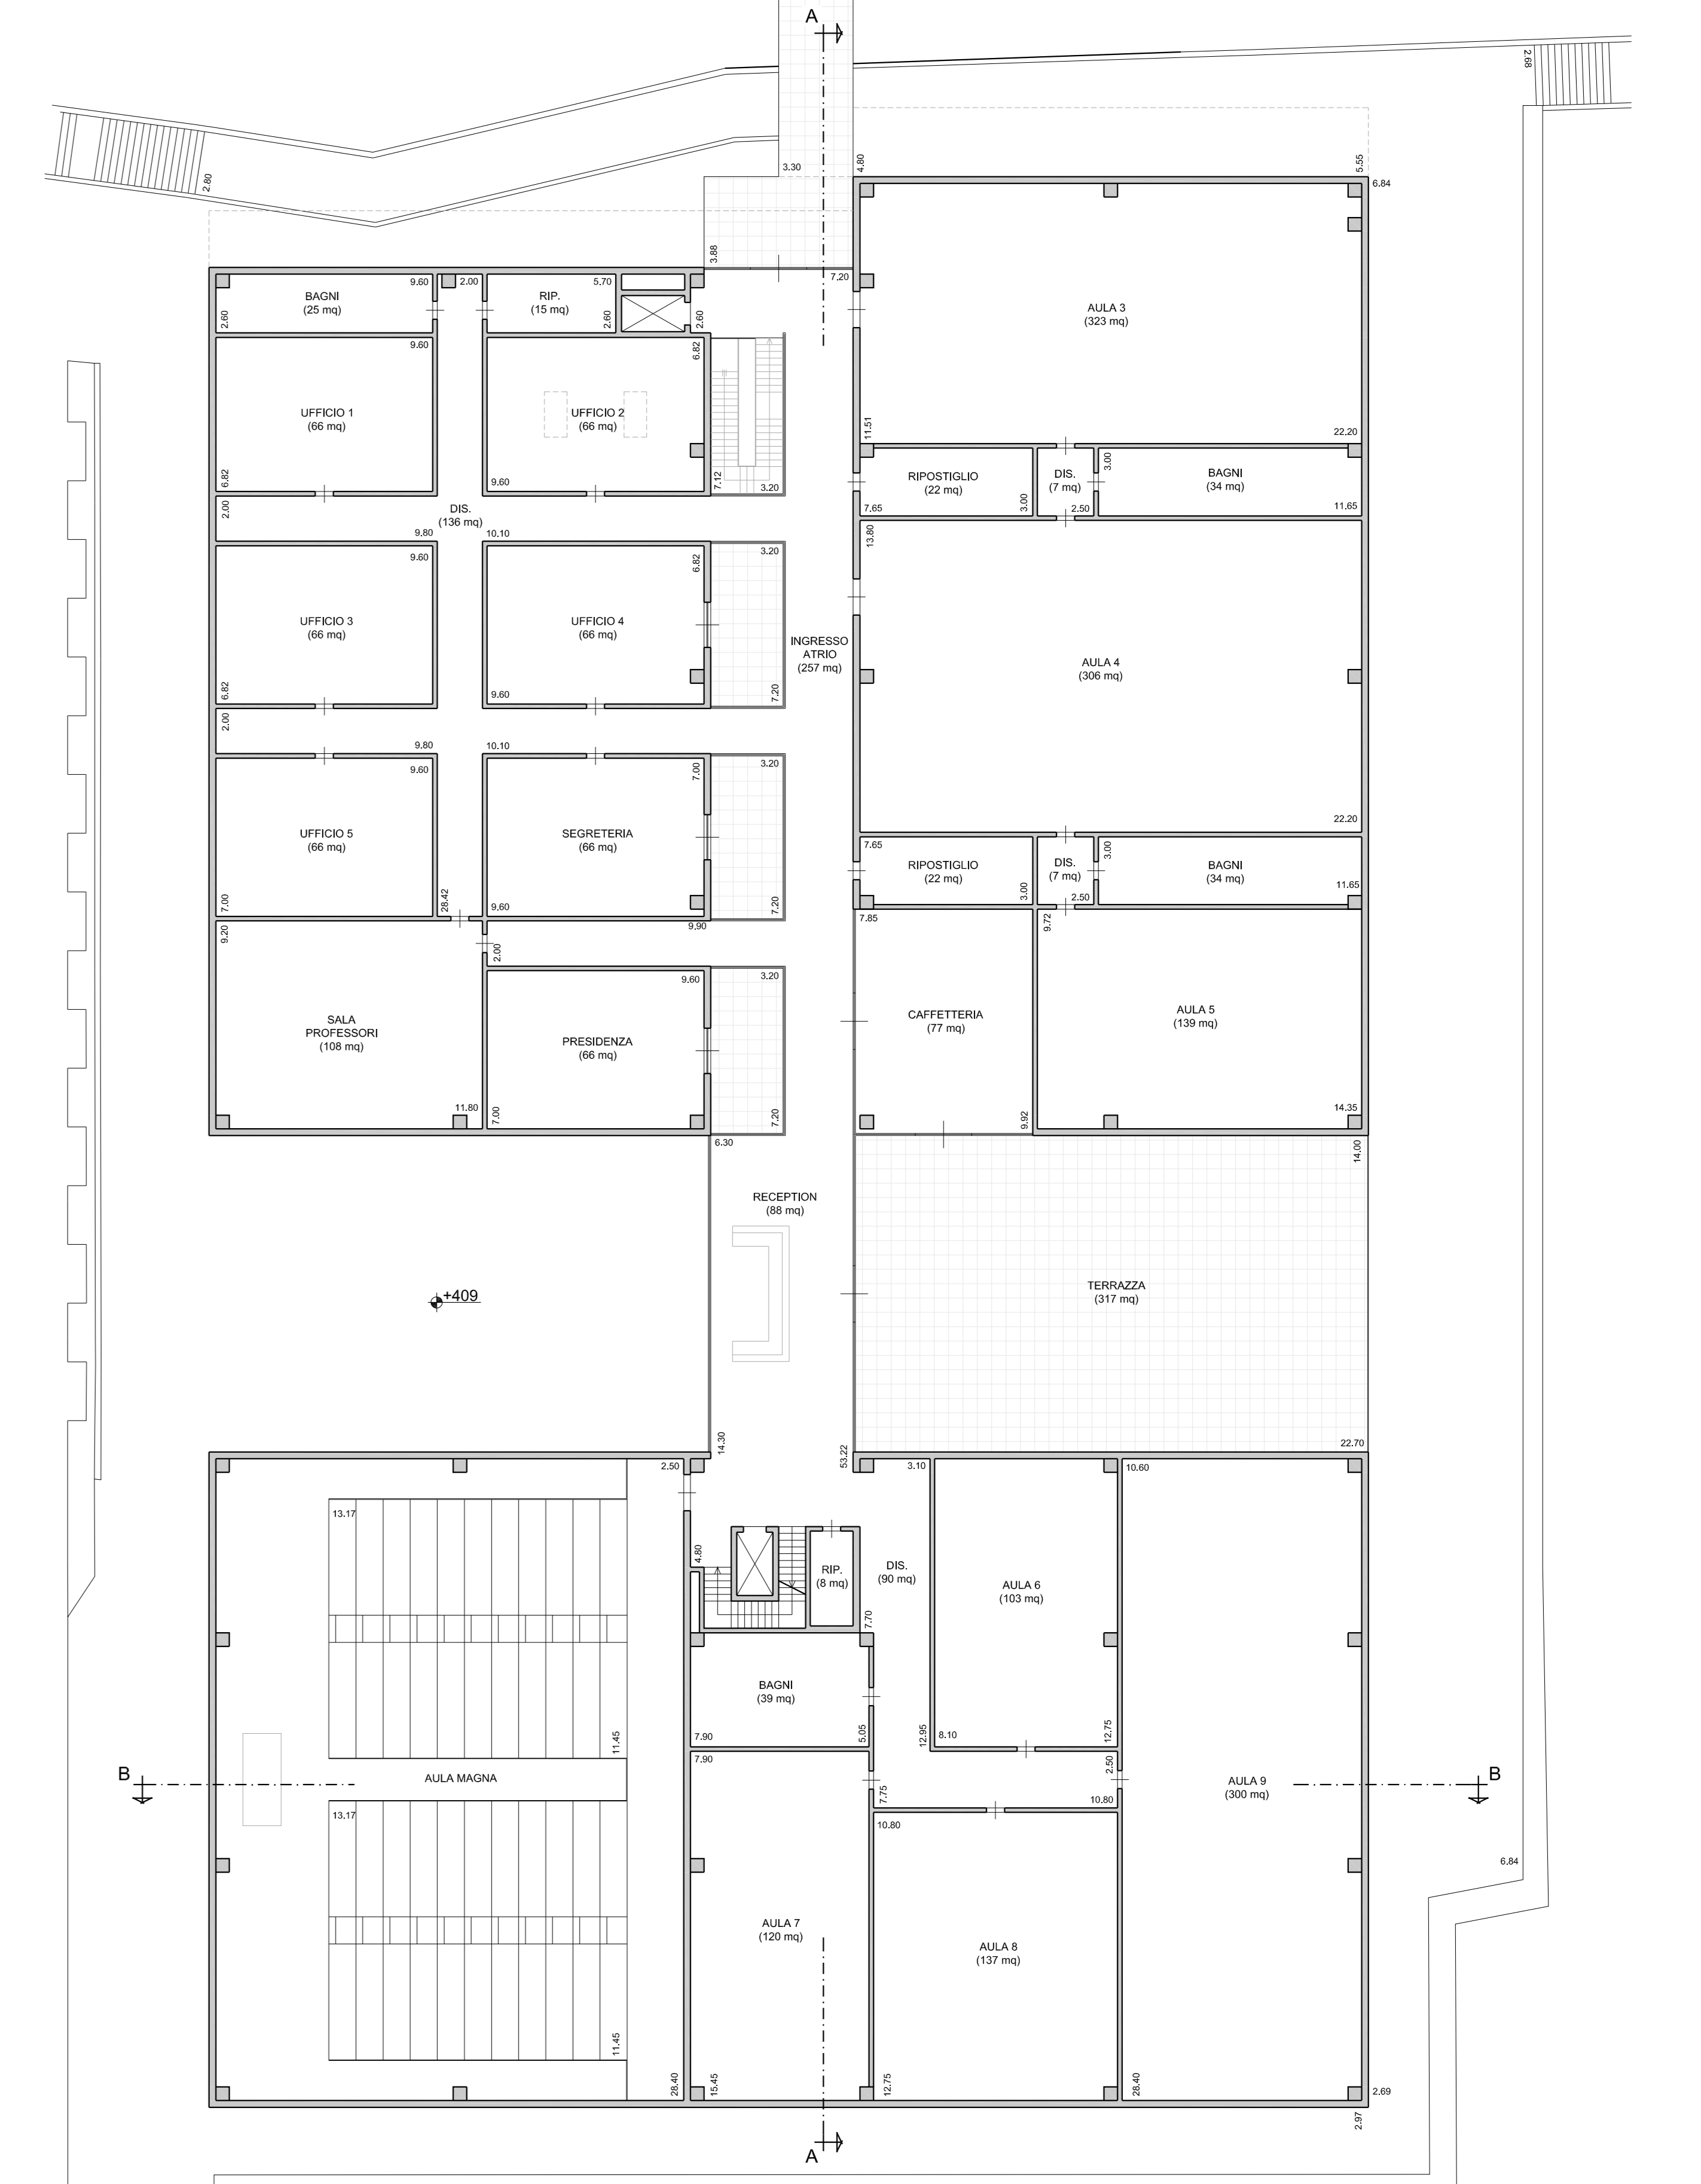 A
2.68
2.80
3.30
4.80
5.55
6.84
3.88
7.20
BAGNI
(25 mq)
9.60
2.60
2.00
RIP.
(15 mq)
5.70
2.60
2.60
AULA 3
(323 mq)
11.51
22.20
UFFICIO 1
(66 mq)
9.60
6.82
UFFICIO 2
(66 mq)
6.82
9.60
7.12
3.20
2.00
DIS.
(136 mq)
9.80
10.10
RIPOSTIGLIO
(22 mq)
7.65
3.00
DIS.
(7 mq)
2.50
3.00
BAGNI
(34 mq)
11.65
UFFICIO 3
(66 mq)
9.60
6.82
UFFICIO 4
(66 mq)
6.82
9.60
3.20
7.20
INGRESSO
ATRIO
(257 mq)
13.80
AULA 4
(306 mq)
22.20
2.00
9.80
10.10
UFFICIO 5
(66 mq)
9.60
7.00
28.42
SEGRETERIA
(66 mq)
7.00
9.60
3.20
7.20
7.65
RIPOSTIGLIO
(22 mq)
3.00
DIS.
(7 mq)
2.50
3.00
BAGNI
(34 mq)
11.65
9.20
SALA
PROFESSORI
(108 mq)
11.80
2.00
9.90
9.60
PRESIDENZA
(66 mq)
7.00
3.20
7.20
7.85
CAFFETTERIA
(77 mq)
9.92
9.72
AULA 5
(139 mq)
14.35
6.30
RECEPTION
(88 mq)
14.30
53.22
14.00
TERRAZZA
(317 mq)
22.70
+409
2.50
13.17
11.45
AULA MAGNA
13.17
11.45
28.40
4.80
RIP.
(8 mq)
7.70
3.10
DIS.
(90 mq)
12.95
AULA 6
(103 mq)
8.10
12.75
10.60
BAGNI
(39 mq)
7.90
5.05
7.90
7.75
2.50
10.80
10.80
B
AULA 9
(300 mq)
B
6.84
AULA 7
(120 mq)
AULA 8
(137 mq)
15.45
12.75
28.40
2.69
2.97
A